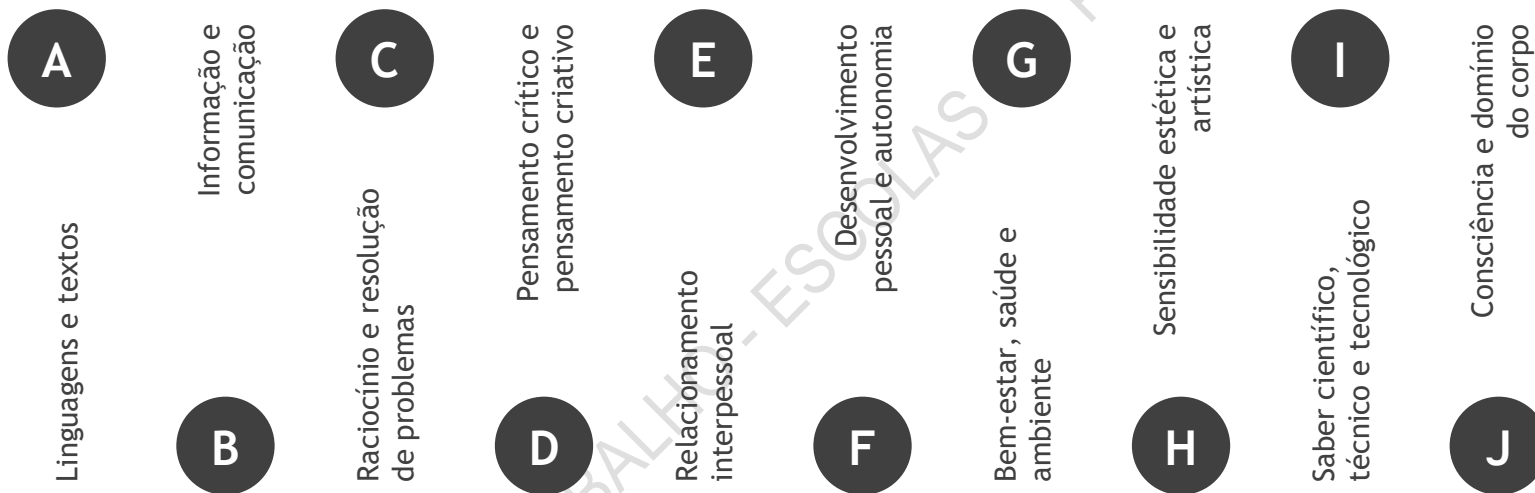 A
Linguagens e textos
Informação e
comunicação
B
C
Raciocínio e resolução
de problemas
Pensamento crítico e
pensamento criativo
D
E
Relacionamento
interpessoal
Desenvolvimento
pessoal e autonomia
F
G
Bem-estar, saúde e
ambiente
Sensibilidade estética e
artística
H
I
Saber científico,
técnico e tecnológico
Consciência e domínio
do corpo
J
ESCOLAS